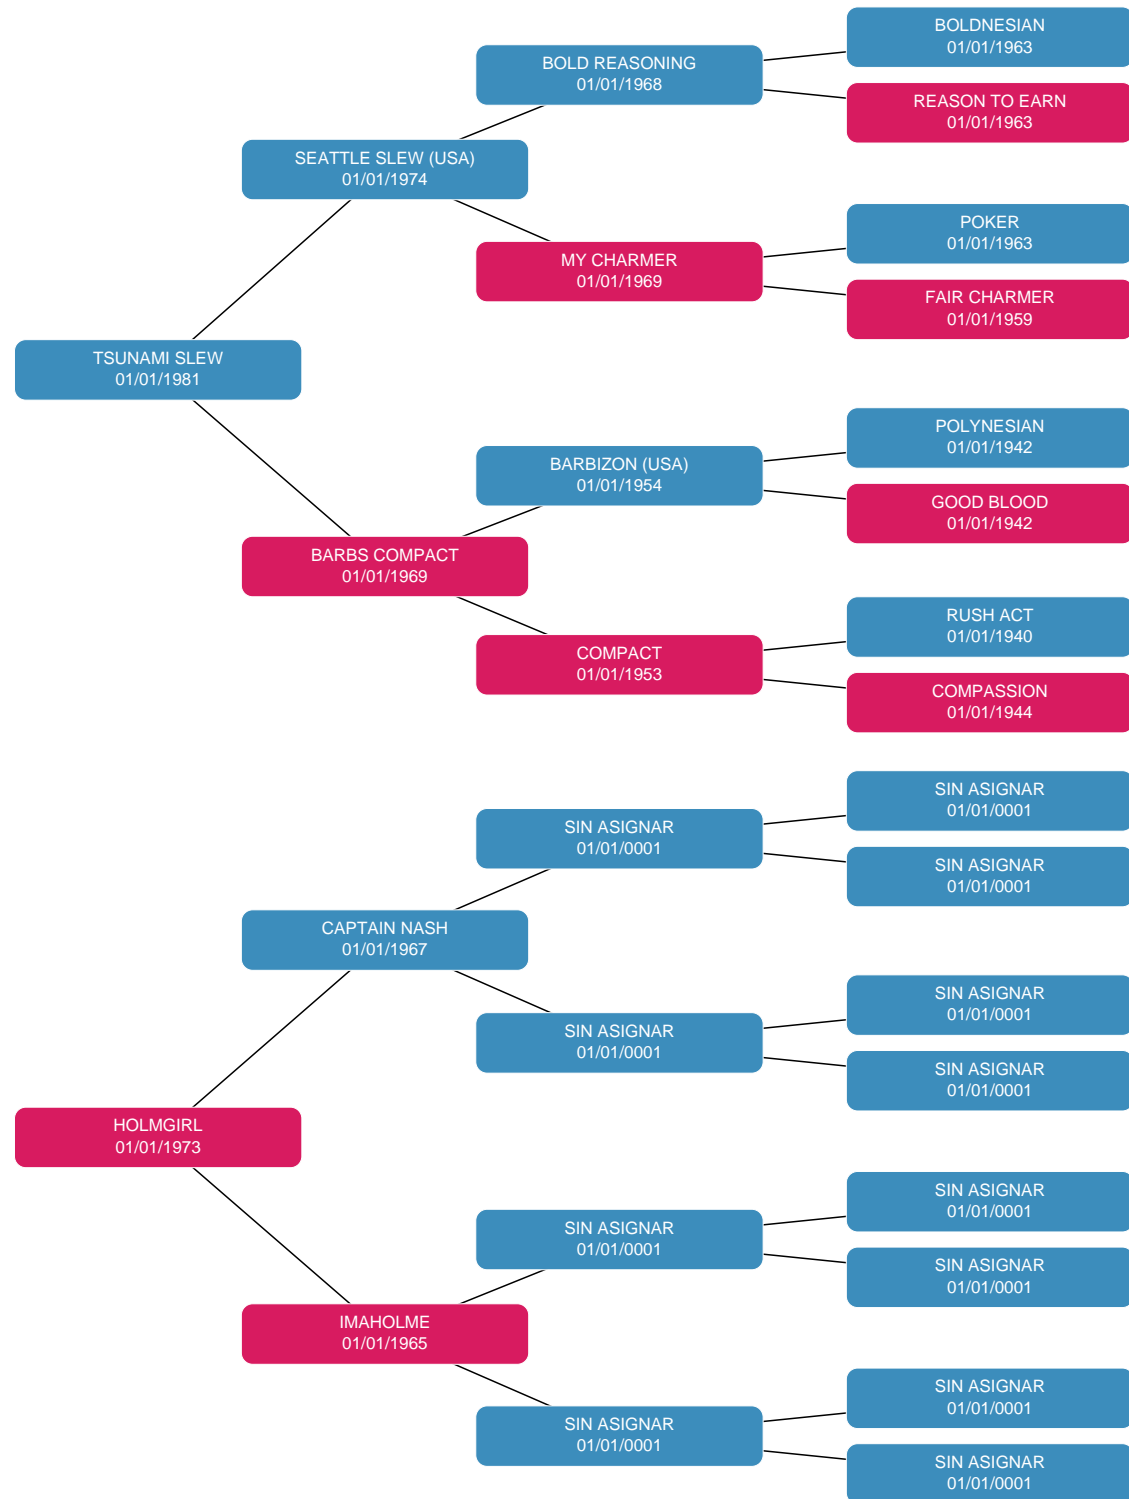 BOLDNESIAN
01/01/1963
BOLD REASONING
01/01/1968
REASON TO EARN
01/01/1963
SEATTLE SLEW (USA)
01/01/1974
POKER
01/01/1963
MY CHARMER
01/01/1969
FAIR CHARMER
01/01/1959
TSUNAMI SLEW
01/01/1981
POLYNESIAN
01/01/1942
BARBIZON (USA)
01/01/1954
GOOD BLOOD
01/01/1942
BARBS COMPACT
01/01/1969
RUSH ACT
01/01/1940
COMPACT
01/01/1953
COMPASSION
01/01/1944
SIN ASIGNAR
01/01/0001
SIN ASIGNAR
01/01/0001
SIN ASIGNAR
01/01/0001
CAPTAIN NASH
01/01/1967
SIN ASIGNAR
01/01/0001
SIN ASIGNAR
01/01/0001
SIN ASIGNAR
01/01/0001
HOLMGIRL
01/01/1973
SIN ASIGNAR
01/01/0001
SIN ASIGNAR
01/01/0001
SIN ASIGNAR
01/01/0001
IMAHOLME
01/01/1965
SIN ASIGNAR
01/01/0001
SIN ASIGNAR
01/01/0001
SIN ASIGNAR
01/01/0001